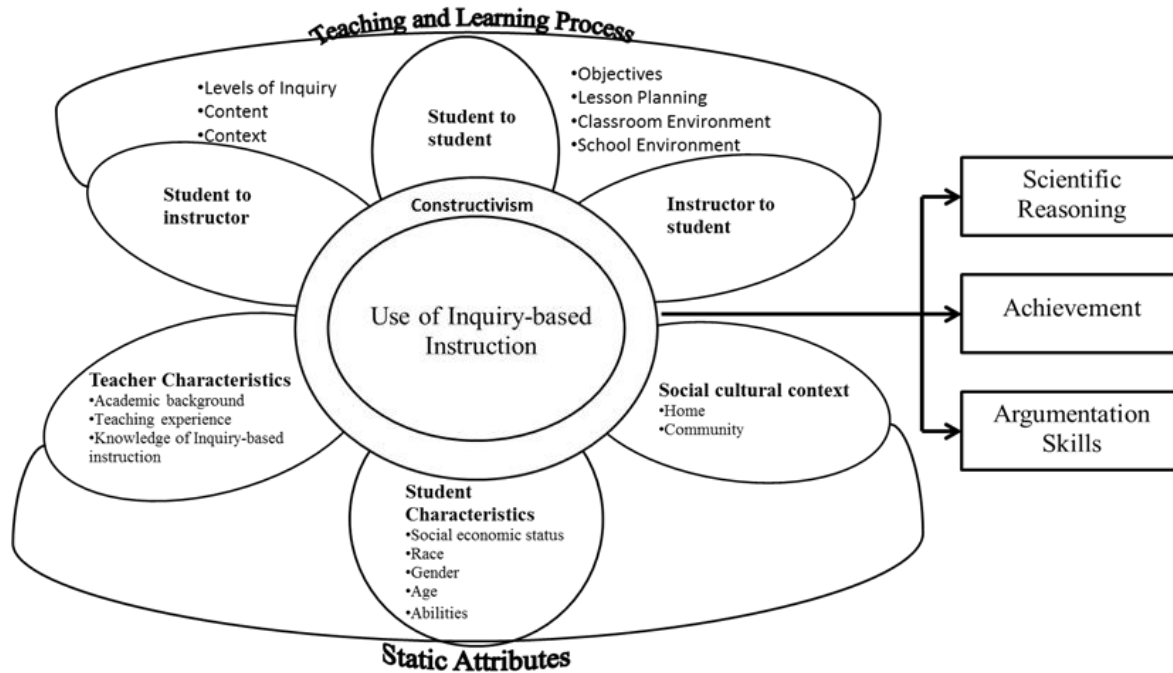 Teaching and Learning Process
•Levels of Inquiry
•Content
•Context
Student to
student
•Objectives
•Lesson Planning
•Classroom Environment
•School Environment
Student to
instructor
Constructivism
Instructor to
student
Use of Inquiry-based
Instruction
Teacher Characteristics
•Academic background
•Teaching experience
•Knowledge of Inquiry-based
instruction
Social cultural context
•Home
•Community
Student
Characteristics
•Social economic status
•Race
•Gender
•Age
•Abilities
Static Attributes
Scientific
Reasoning
Achievement
Argumentation
Skills